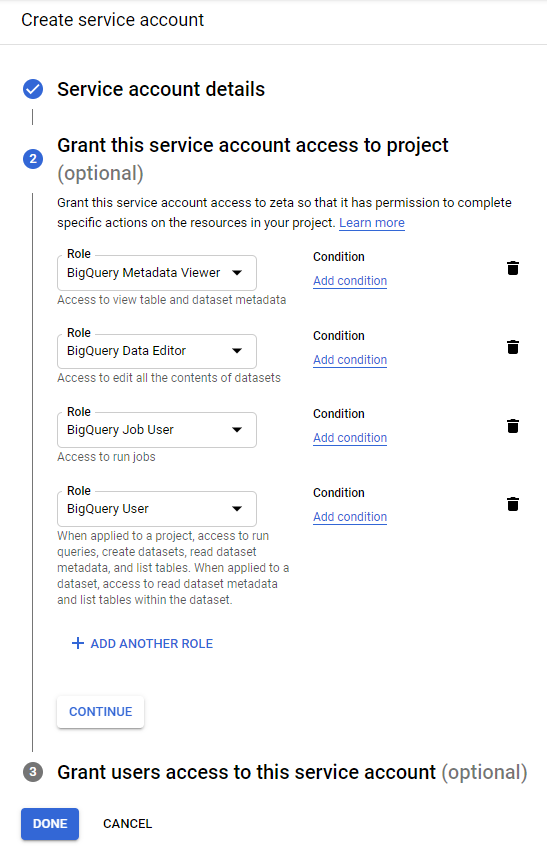 Create service account
Service account details
2
Grant this service account access to project
(optional)
Grant this service account access to zeta so that it has permission to complete
specific actions on the resources in your project. Learn more
Role
BigQuery Metadata Viewer
Condition
Add condition
Access to view table and dataset metadata
Role
BigQuery Data Editor
Condition
Add condition
Access to edit all the contents of datasets
Role
BigQuery Job User
Condition
Add condition
Access to run jobs
Role
BigQuery User
Condition
Add condition
When applied to a project, access to run
queries, create datasets, read dataset
metadata, and list tables. When applied to a
dataset, access to read dataset metadata
and list tables within the dataset.
+ ADD ANOTHER ROLE
CONTINUE
3 Grant users access to this service account (optional)
DONE CANCEL